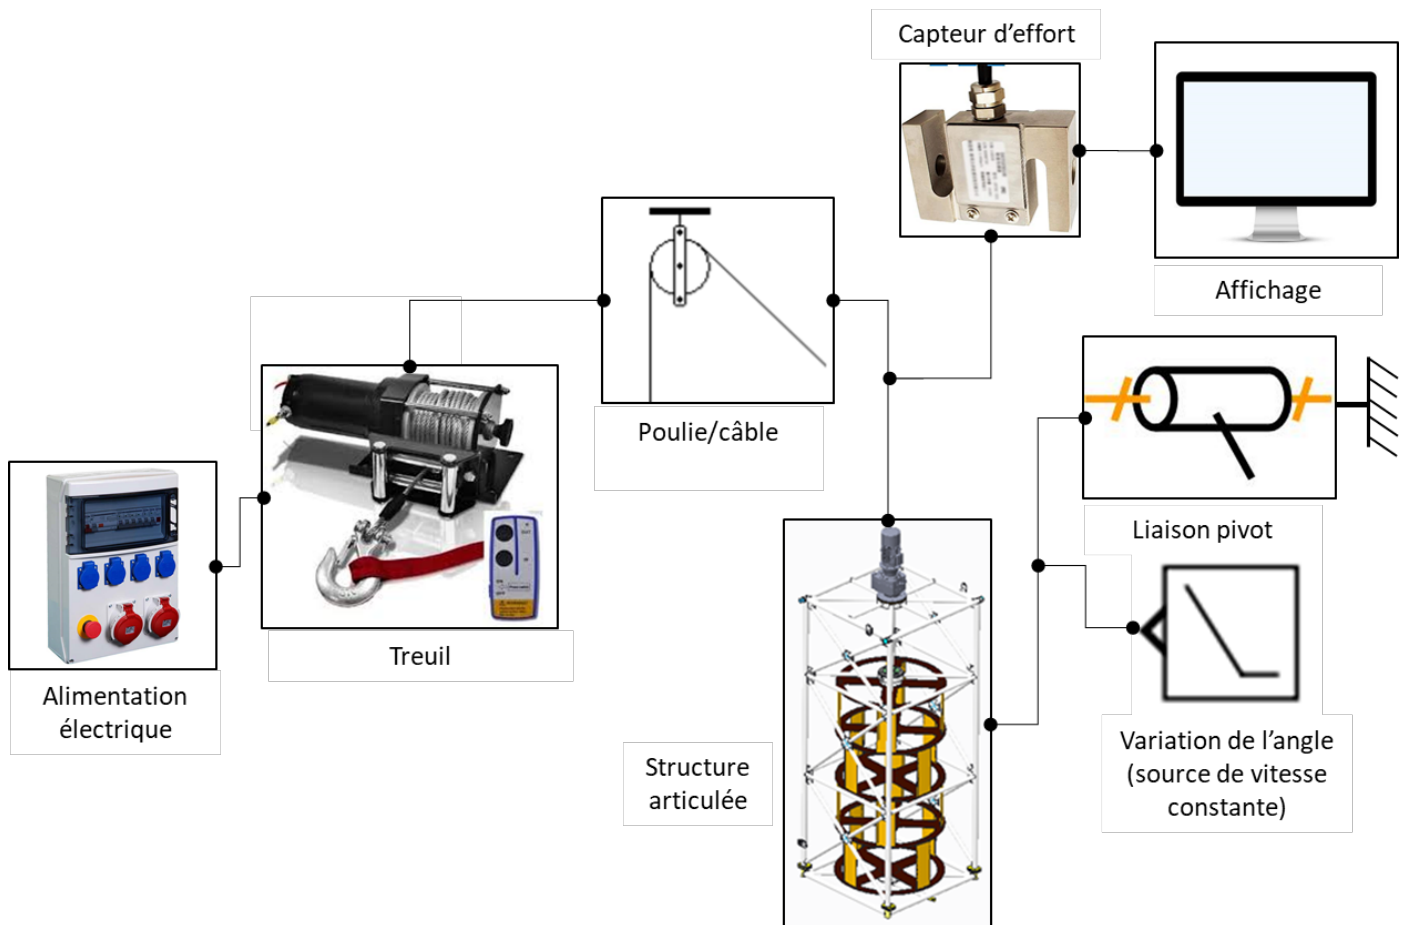 Capteur d’effort
Affichage
Poulie/câble
Liaison pivot
Treuil
Alimentation
électrique
Structure
articulée
Variation de l’angle
(source de vitesse
constante)